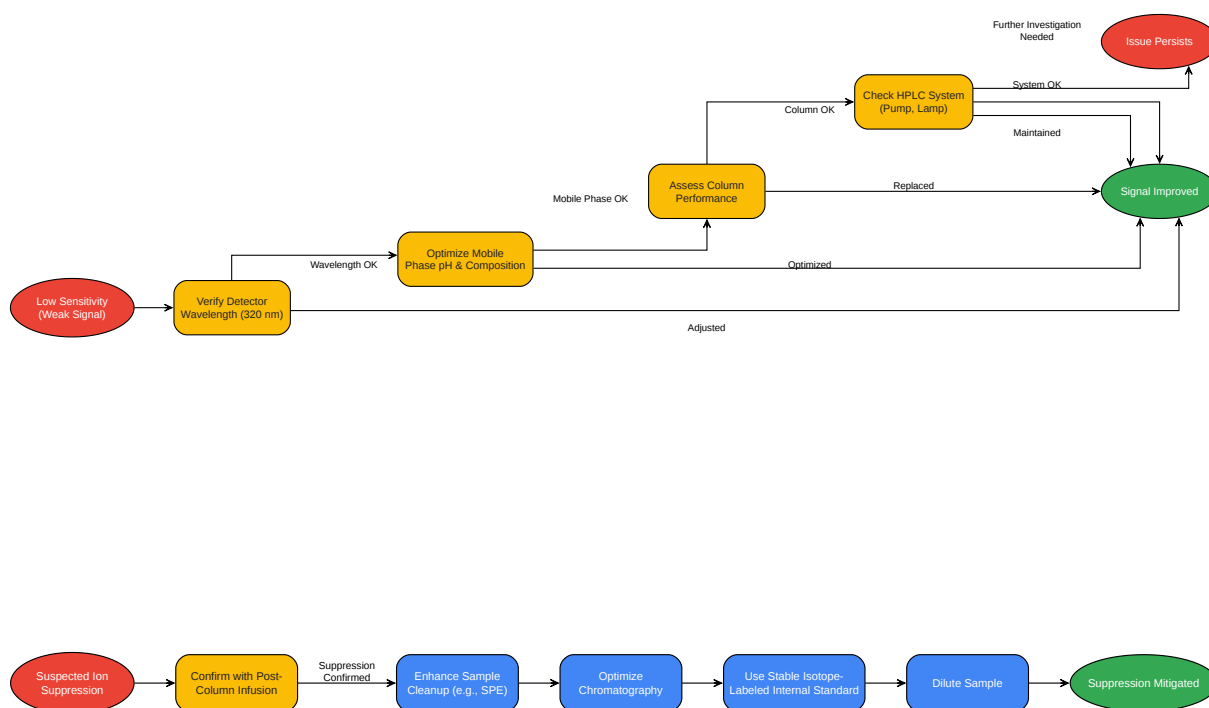 Further Investigation
Needed
Issue Persists
System OK
Check HPLC System
(Pump, Lamp)
Column OK
Maintained
Assess Column
Performance
Replaced
Signal Improved
Mobile Phase OK
Optimize Mobile
Phase pH & Composition
Wavelength OK
Optimized
Low Sensitivity
(Weak Signal)
Verify Detector
Wavelength (320 nm)
Adjusted
Suspected Ion
Suppression
Confirm with Post-
Column Infusion
Suppression
Confirmed
Enhance Sample
Cleanup (e.g., SPE)
Optimize
Chromatography
Use Stable Isotope-
Labeled Internal Standard
Dilute Sample
Suppression Mitigated